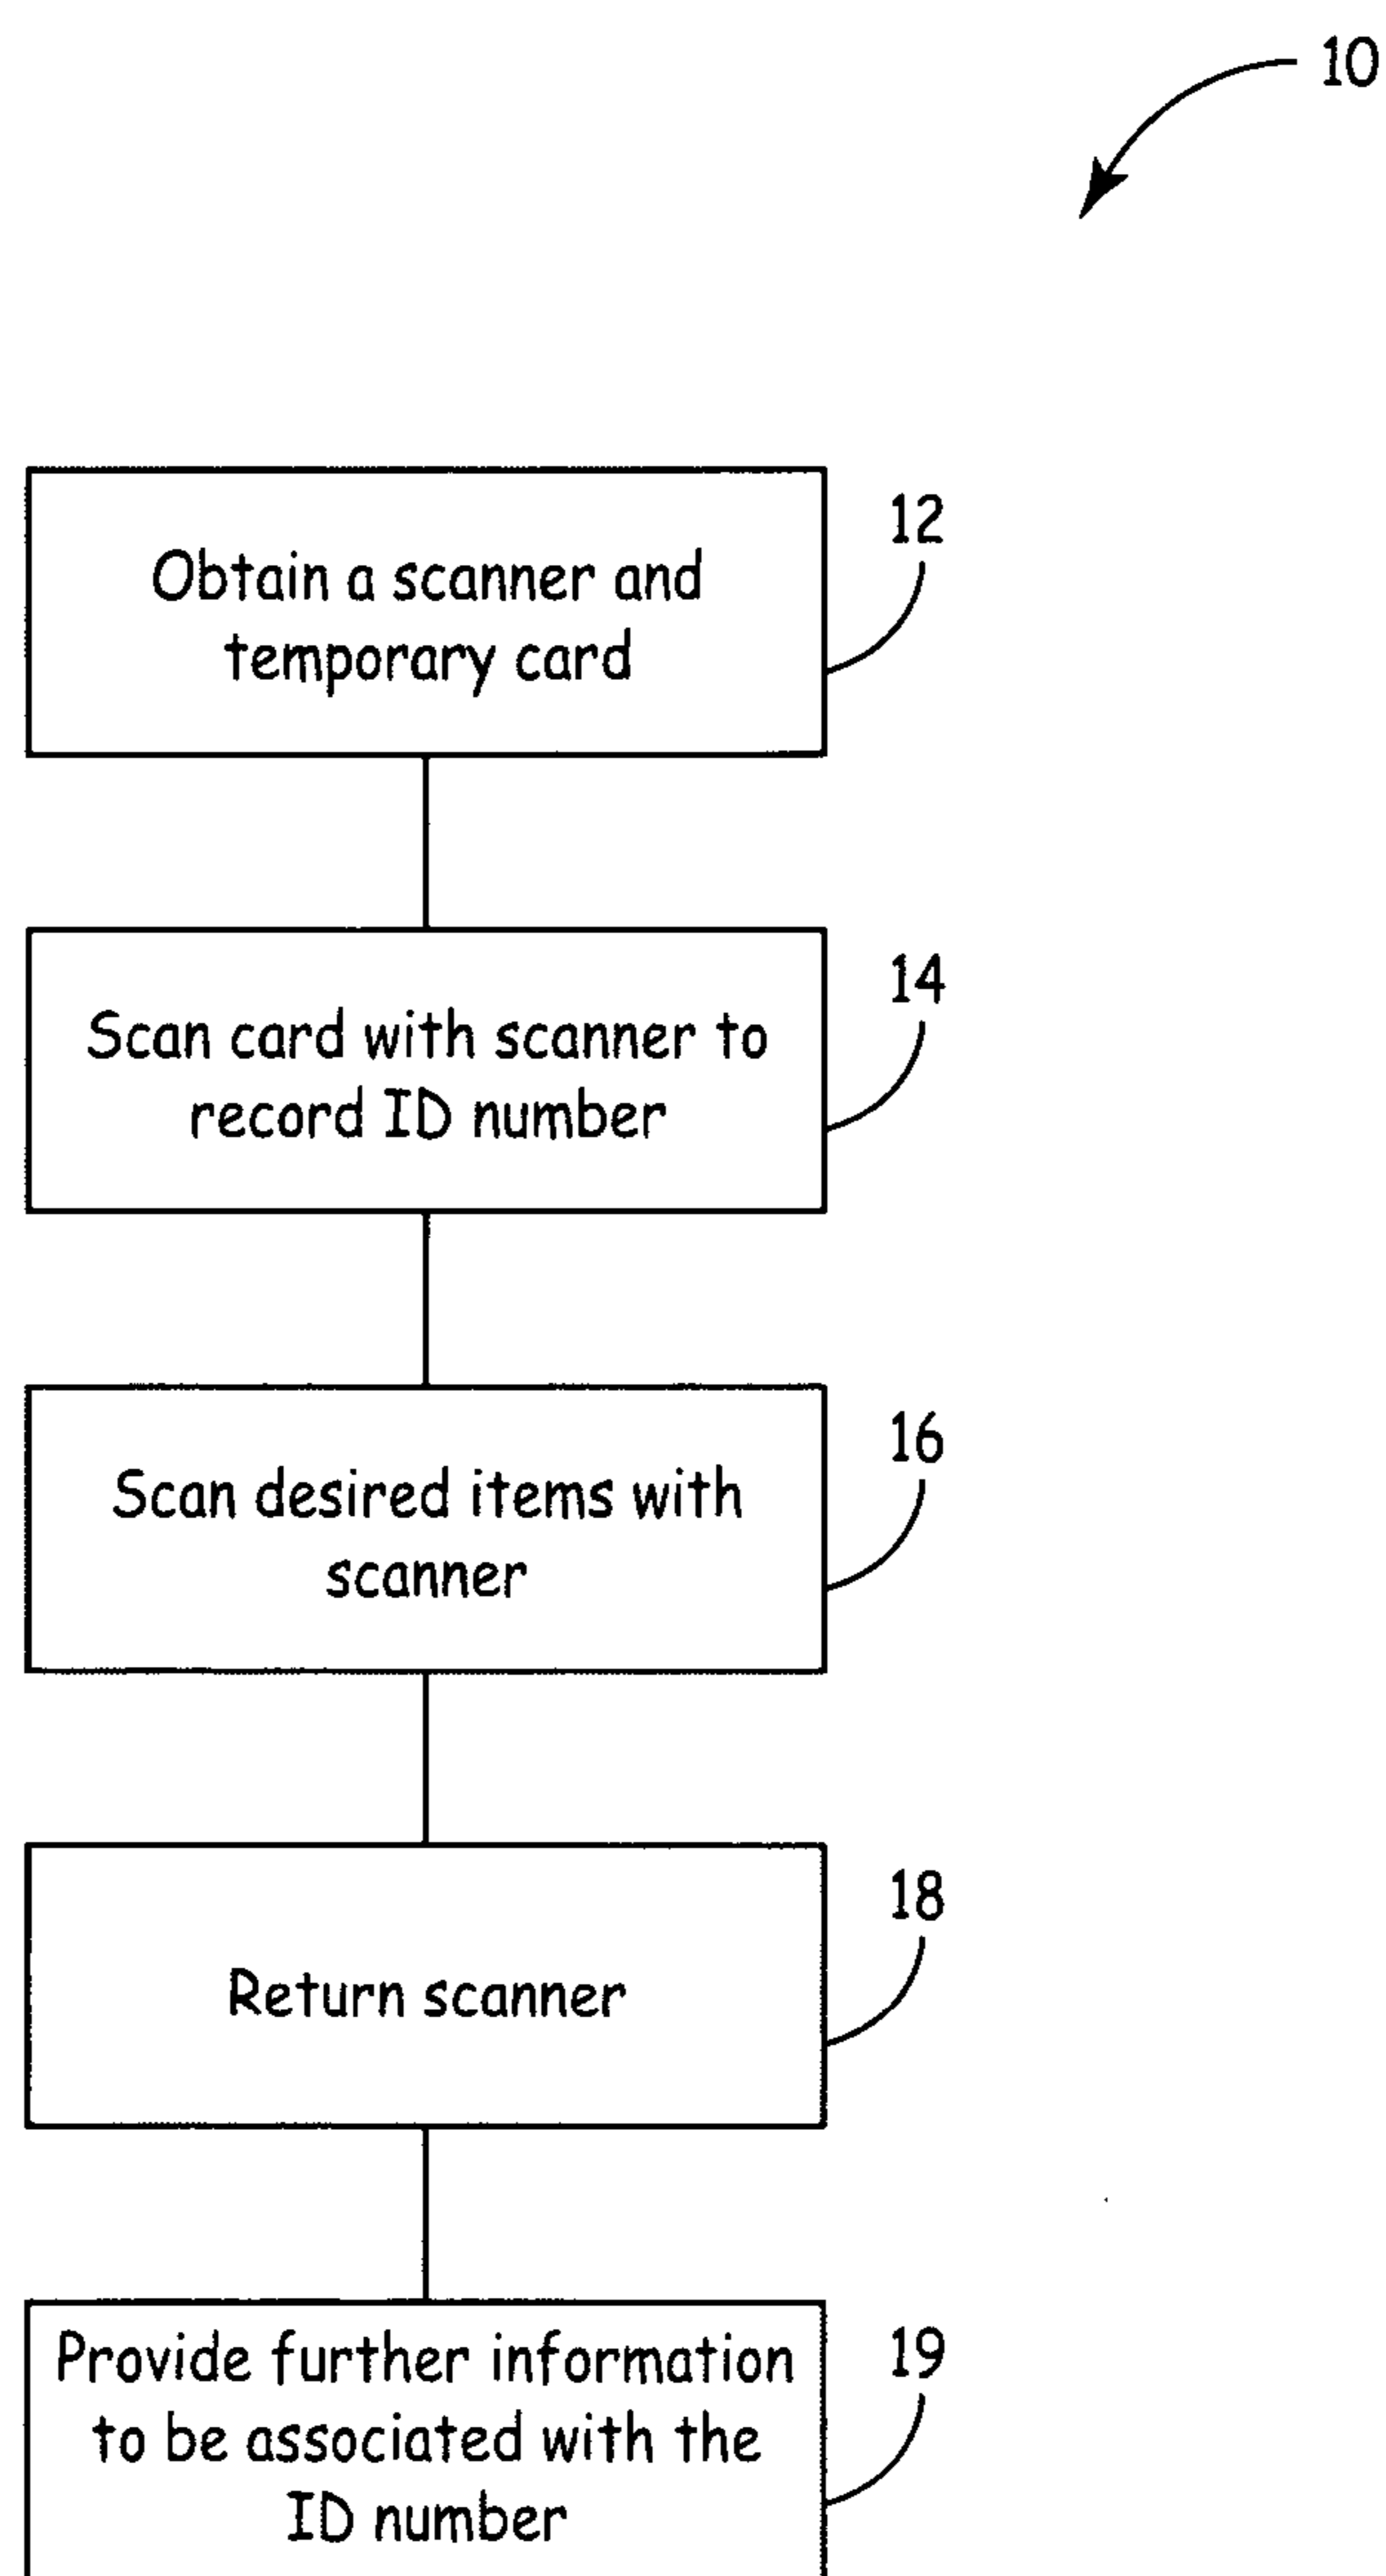 10
Obtain a scanner and
temporary card
12
Scan card with scanner to
record ID number
14
Scan desired items with
scanner
16
Return scanner
18
Provide further information
to be associated with the
ID number
19